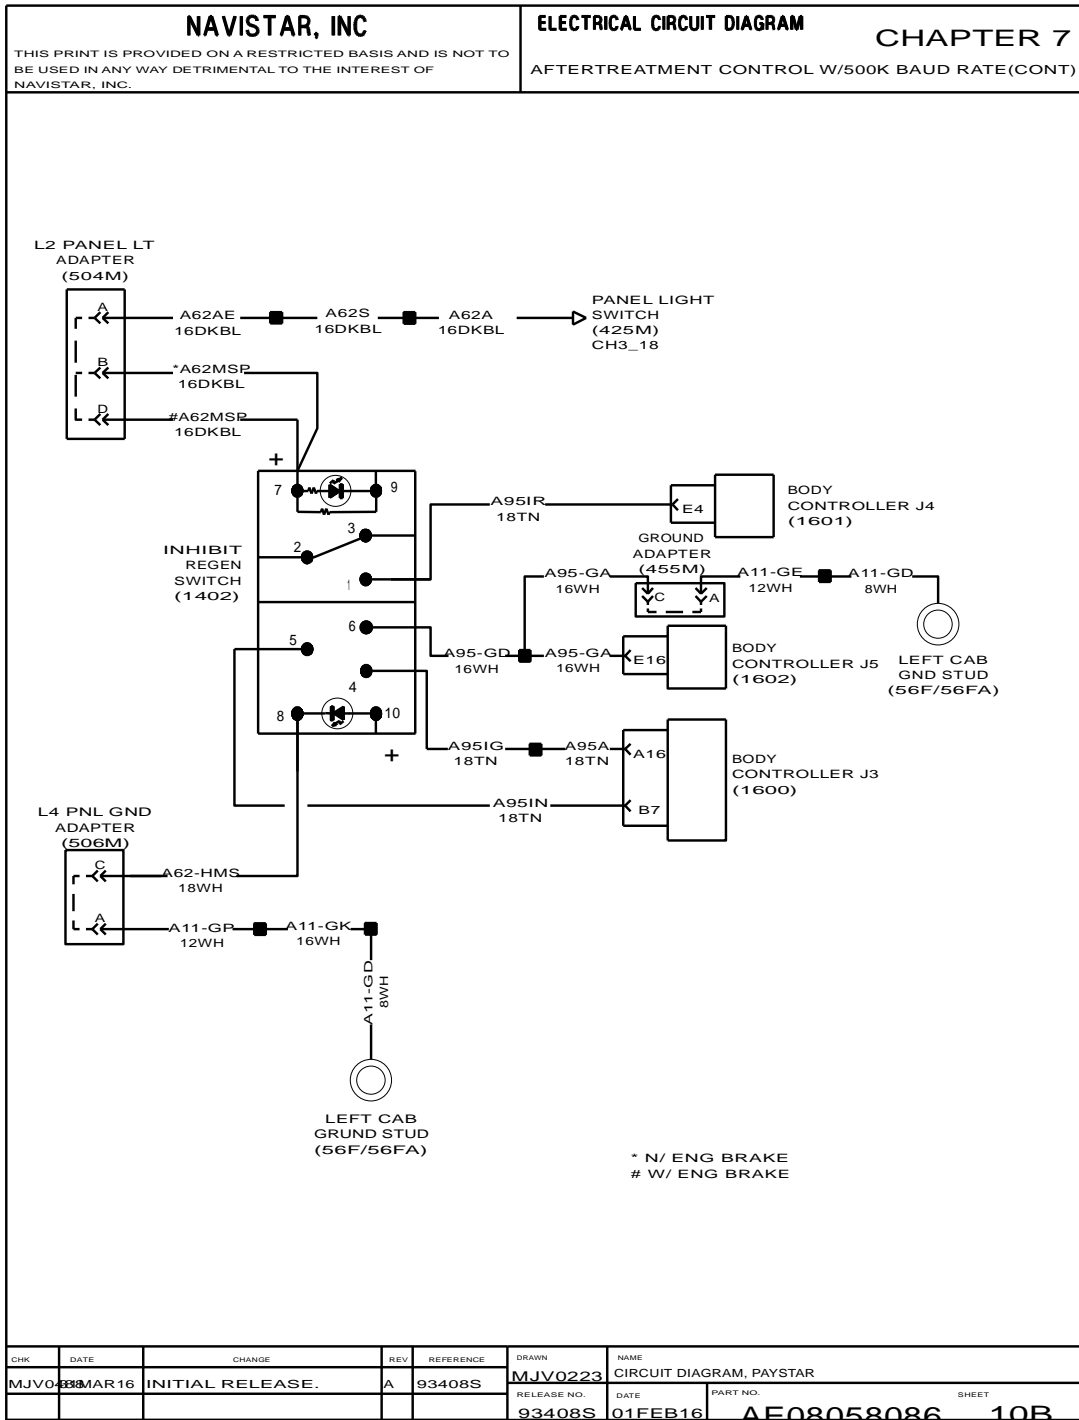 NAVISTAR, INC
THIS PRINT IS PROVIDED ON A RESTRICTED BASIS AND IS NOT TO
BE USED IN ANY WAY DETRIMENTAL TO THE INTEREST OF
NAVISTAR, INC.
ELECTRICAL CIRCUIT DIAGRAM
CHAPTER 7
AFTERTREATMENT CONTROL W/500K BAUD RATE(CONT)
L2 PANEL LT
ADAPTER
(504M)
A
B
D
A62AE
16DKBL
A62S
16DKBL
A62A
16DKBL
PANEL LIGHT
SWITCH
(425M)
CH3_18
*A62MSP
16DKBL
#A62MSP
16DKBL
+
7
9
3
2
1
INHIBIT
REGEN
SWITCH
(1402)
6
5
4
8
10
+
A95IR
18TN
E4
BODY
CONTROLLER J4
(1601)
GROUND
ADAPTER
(455M)
A95-GA
16WH
C
A
A11-GE
12WH
A11-GD
8WH
LEFT CAB
GND STUD
(56F/56FA)
A95-GD
16WH
A95-GA
16WH
E16
BODY
CONTROLLER J5
(1602)
A95IG
18TN
A95A
18TN
A16
B7
BODY
CONTROLLER J3
(1600)
A95IN
18TN
L4 PNL GND
ADAPTER
(506M)
C
A
A62-HMS
18WH
A11-GP
12WH
A11-GK
16WH
A11-GD
8WH
LEFT CAB
GRUND STUD
(56F/56FA)
* N/ ENG BRAKE
# W/ ENG BRAKE
CHK
DATE
CHANGE
REV
REFERENCE
MAR16
INITIAL RELEASE.
A
93408S
DRAWN
MJV0223
NAME
CIRCUIT DIAGRAM, PAYSTAR
RELEASE NO.
93408S
DATE
01FEB16
PART NO.
AE08058086
SHEET
10B